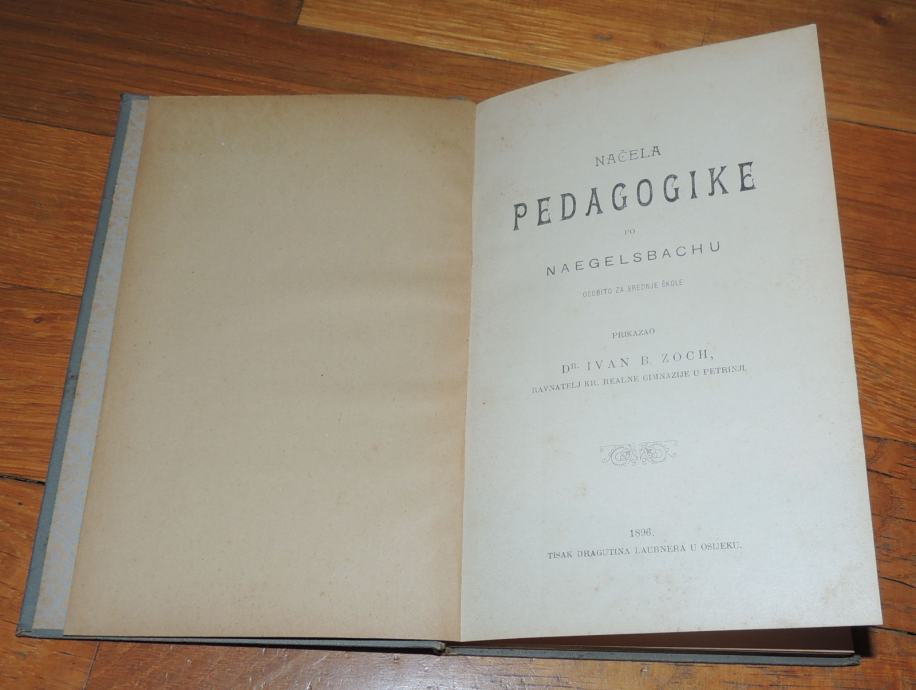 NAČELA
PEDAGOGIKE
PO
NAEGELSBACHU
OSOBITO ZA SREDNJE ŠKOLE
PRIKAZAO
DR. IVAN B. ZOCH,
RAVNATELJ KR. REALNE GIMNAZIJE U PETRINJI.
1896.
TISAK DRAGUTINA LAUBNERA U OSIJEKU.